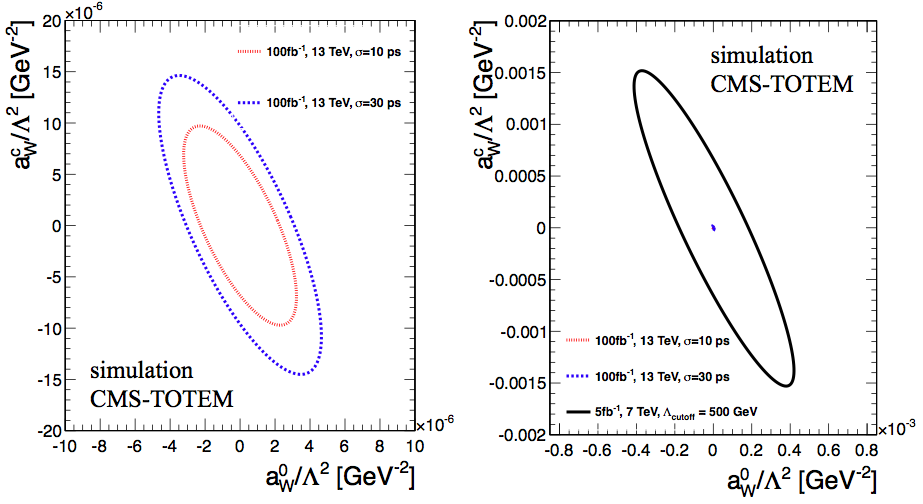 20 ×10⁻⁶
a_W^c/Λ² [GeV⁻²]
15
10
5
0
-5
-10
-15
-20
100fb⁻¹, 13 TeV, σ=10 ps
100fb⁻¹, 13 TeV, σ=30 ps
simulation
CMS-TOTEM
×10⁻⁶
-10 -8 -6 -4 -2 0 2 4 6 8 10
a_W^0/Λ² [GeV⁻²]
0.002
a_W^c/Λ² [GeV⁻²]
0.0015
0.001
0.0005
0
-0.0005
-0.001
-0.0015
-0.002
simulation
CMS-TOTEM
100fb⁻¹, 13 TeV, σ=10 ps
100fb⁻¹, 13 TeV, σ=30 ps
5fb⁻¹, 7 TeV, Λ_cutoff = 500 GeV
×10⁻³
-0.8 -0.6 -0.4 -0.2 0 0.2 0.4 0.6 0.8
a_W^0/Λ² [GeV⁻²]